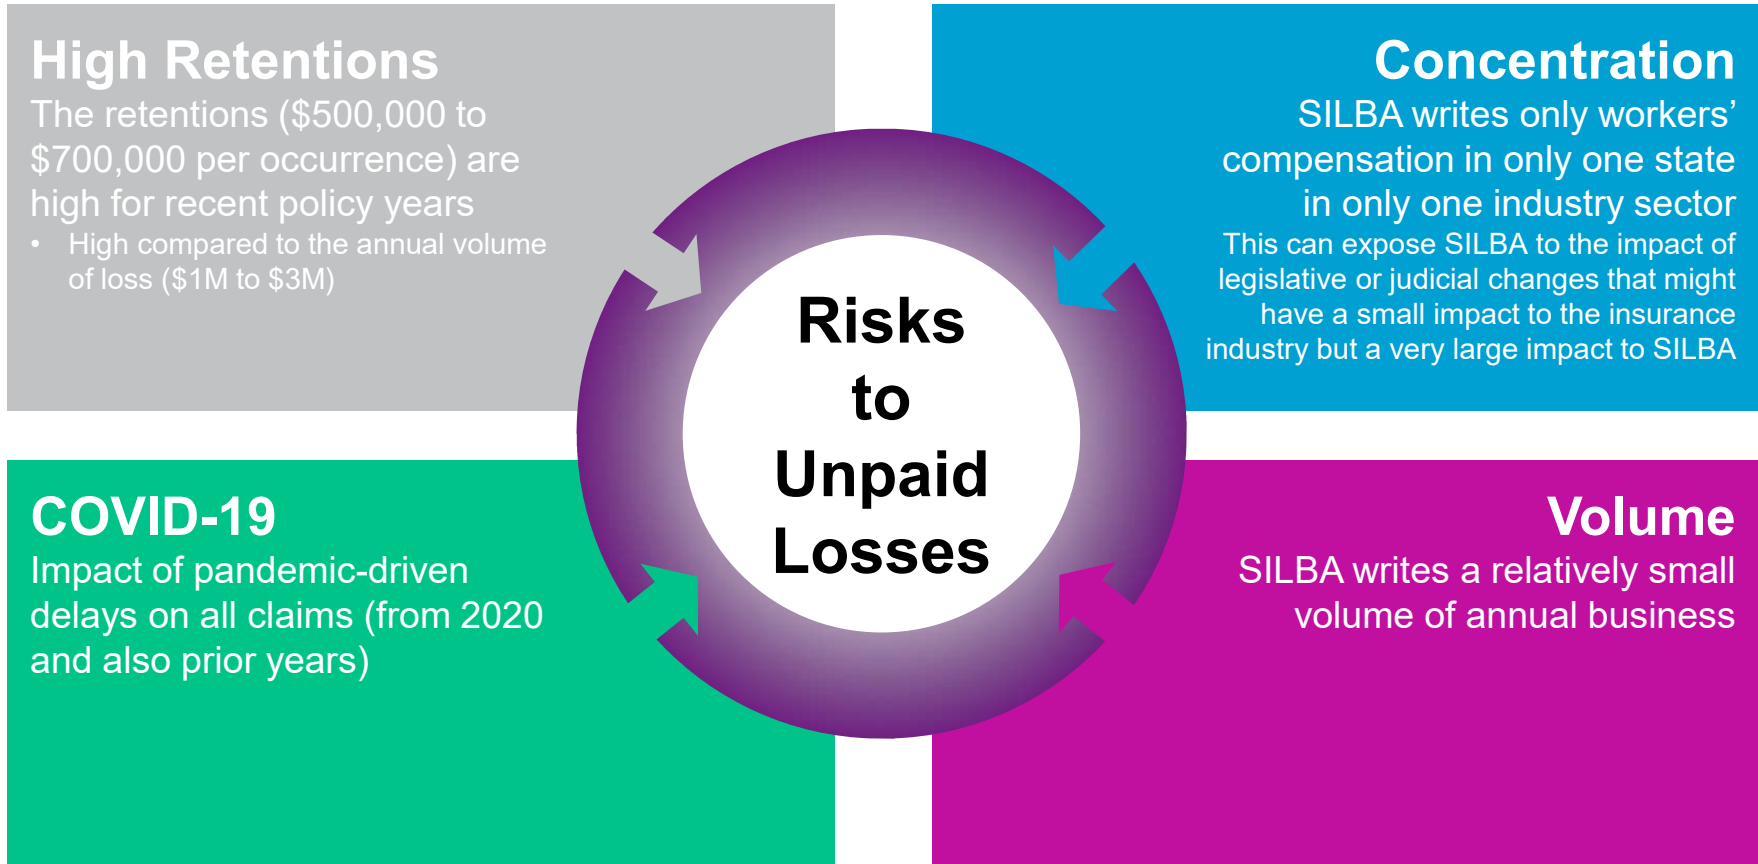 High Retentions
The retentions ($500,000 to
$700,000 per occurrence) are
high for recent policy years
• High compared to the annual volume
of loss ($1M to $3M)
Concentration
SILBA writes only workers’
compensation in only one state
in only one industry sector
This can expose SILBA to the impact of
legislative or judicial changes that might
have a small impact to the insurance
industry but a very large impact to SILBA
Risks
to
Unpaid
Losses
COVID-19
Impact of pandemic-driven
delays on all claims (from 2020
and also prior years)
Volume
SILBA writes a relatively small
volume of annual business